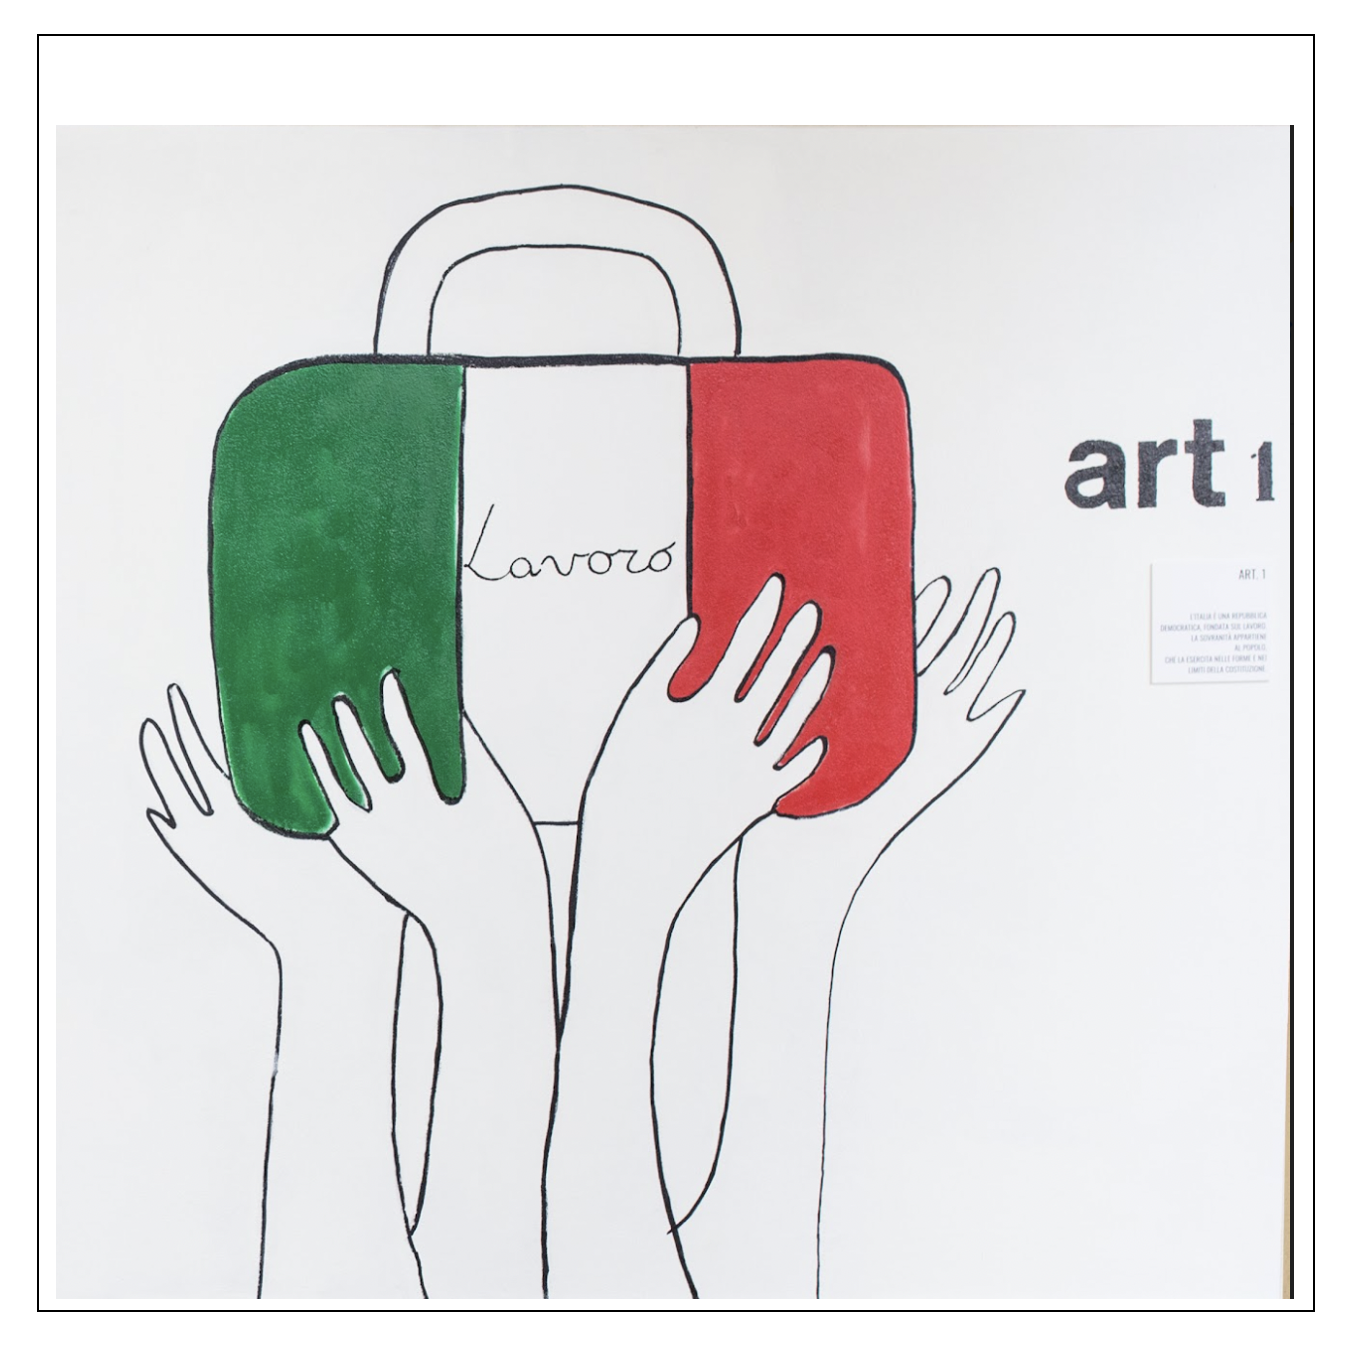 Lavoro
art 1
ART. 1
L'ITALIA È UNA REPUBBLICA
DEMOCRATICA, FONDATA SUL LAVORO.
LA SOVRANITÀ APPARTIENE
AL POPOLO,
CHE LA ESERCITA NELLE FORME E NEI
LIMITI DELLA COSTITUZIONE.